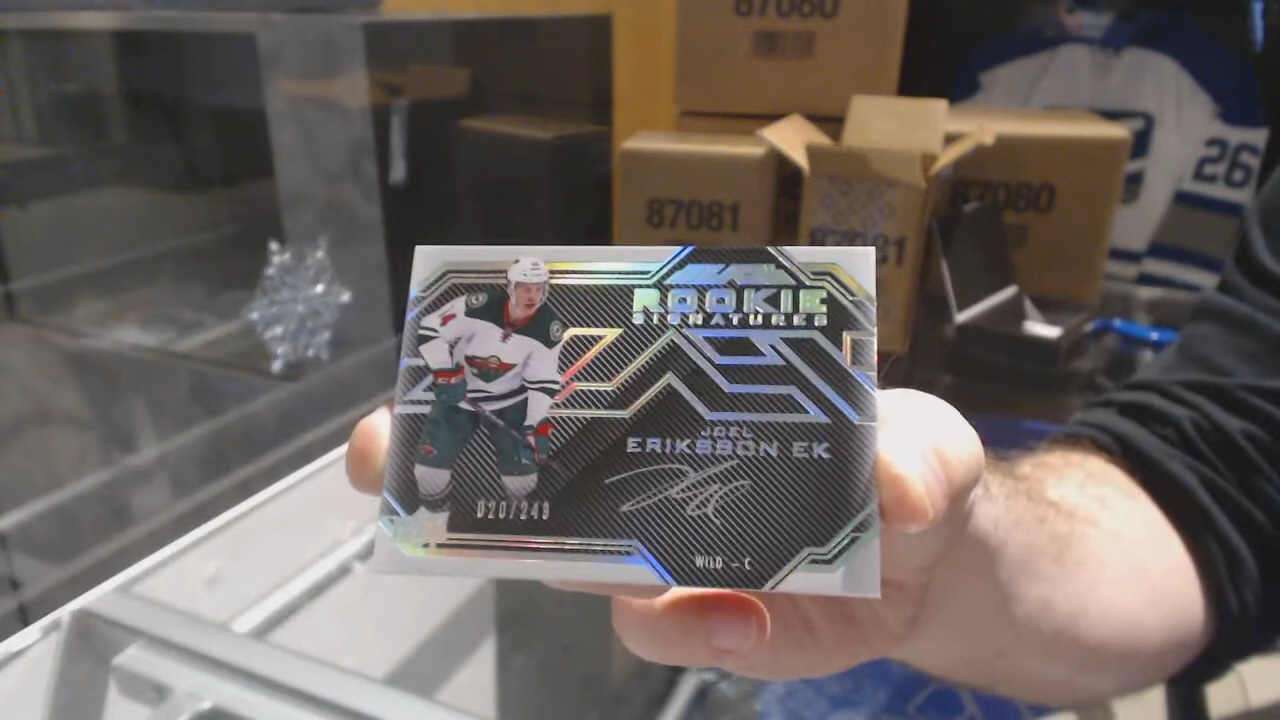 87080
87081
87080
26
ROOKIE
SIGNATURES
JOEL
ERIKSSON EK
020/249
WILD - C